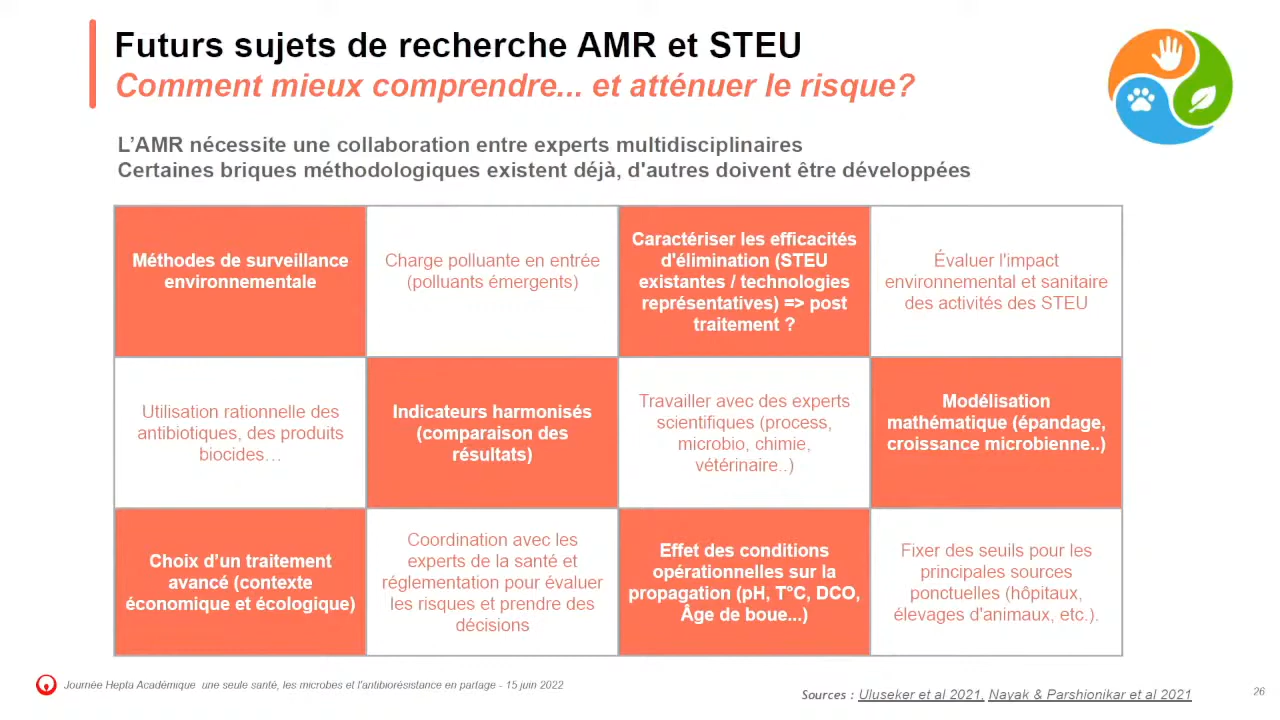 Futurs sujets de recherche AMR et STEU
Comment mieux comprendre... et atténuer le risque?
L’AMR nécessite une collaboration entre experts multidisciplinaires
Certaines briques méthodologiques existent déjà, d'autres doivent être développées
Méthodes de surveillance
environnementale
Charge polluante en entrée
(polluants émergents)
Caractériser les efficacités
d'élimination (STEU
existantes / technologies
représentatives) => post
traitement ?
Évaluer l'impact
environnemental et sanitaire
des activités des STEU
Utilisation rationnelle des
antibiotiques, des produits
biocides…
Indicateurs harmonisés
(comparaison des
résultats)
Travailler avec des experts
scientifiques (process,
microbio, chimie,
vétérinaire..)
Modélisation
mathématique (épandage,
croissance microbienne..)
Choix d’un traitement
avancé (contexte
économique et écologique)
Coordination avec les
experts de la santé et
réglementation pour évaluer
les risques et prendre des
décisions
Effet des conditions
opérationnelles sur la
propagation (pH, T°C, DCO,
Âge de boue...)
Fixer des seuils pour les
principales sources
ponctuelles (hôpitaux,
élevages d'animaux, etc.).
Journée Hepta Académique une seule santé, les microbes et l'antibiorésistance en partage - 15 juin 2022
Sources : Uluseker et al 2021, Nayak & Parshionikar et al 2021
26